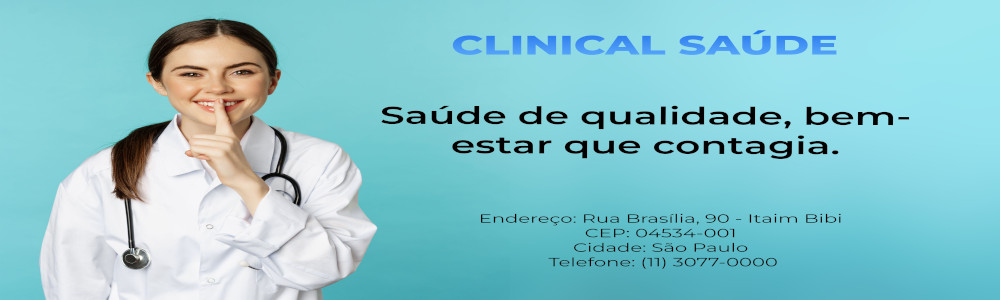 CLINICAL SAÚDE
Saúde de qualidade, bem-
estar que contagia.
Endereço: Rua Brasília, 90 - Itaim Bibi
CEP: 04534-001
Cidade: São Paulo
Telefone: (11) 3077-0000